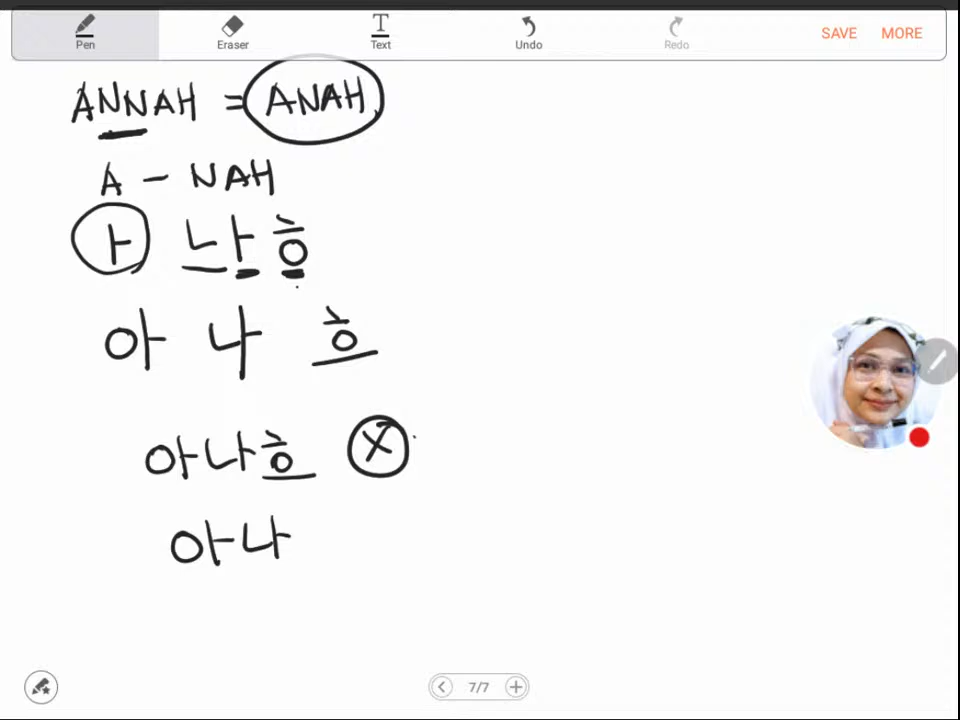 Pen Eraser Text Undo Redo SAVE MORE
ANNAH = ANAH
A - NAH
ㅏ ㄴㅏㅎ
아 나 흐
아나흐 X
아나
7/7